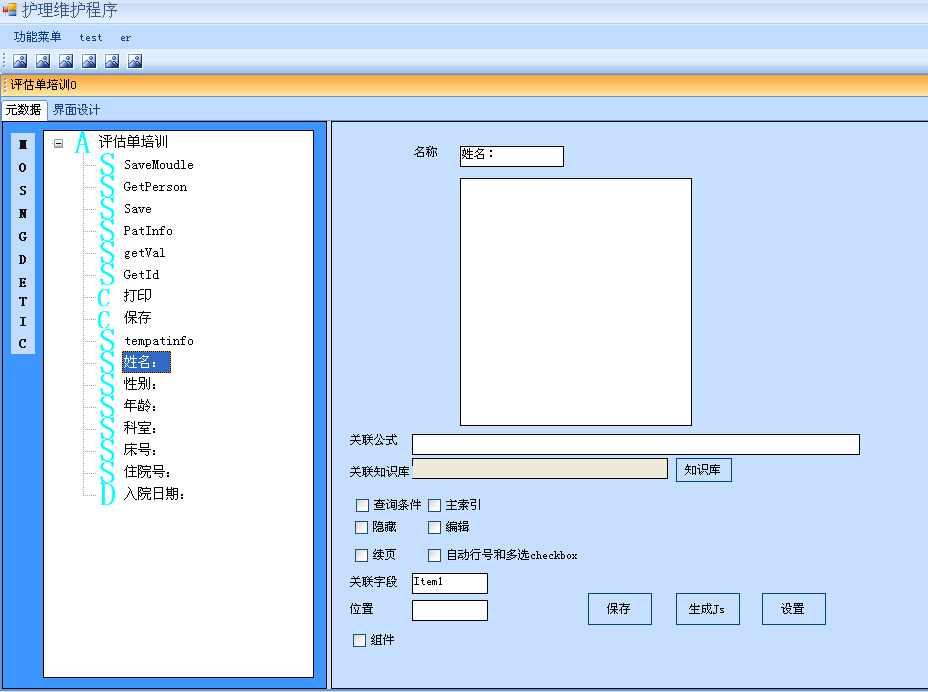 护理维护程序
功能菜单 test er
评估单培训0
元数据 界面设计
M
O
S
N
G
D
E
T
I
C
A 评估单培训
S SaveMoudle
S GetPerson
S Save
S PatInfo
S getVal
S GetId
C 打印
C 保存
S tempatinfo
S 姓名:
S 性别:
S 年龄:
S 科室:
S 床号:
S 住院号:
D 入院日期:
名称 姓名:
关联公式
关联知识库 知识库
查询条件 主索引
隐藏 编辑
续页 自动行号和多选checkbox
关联字段 Item1
位置
保存 生成Js 设置
组件